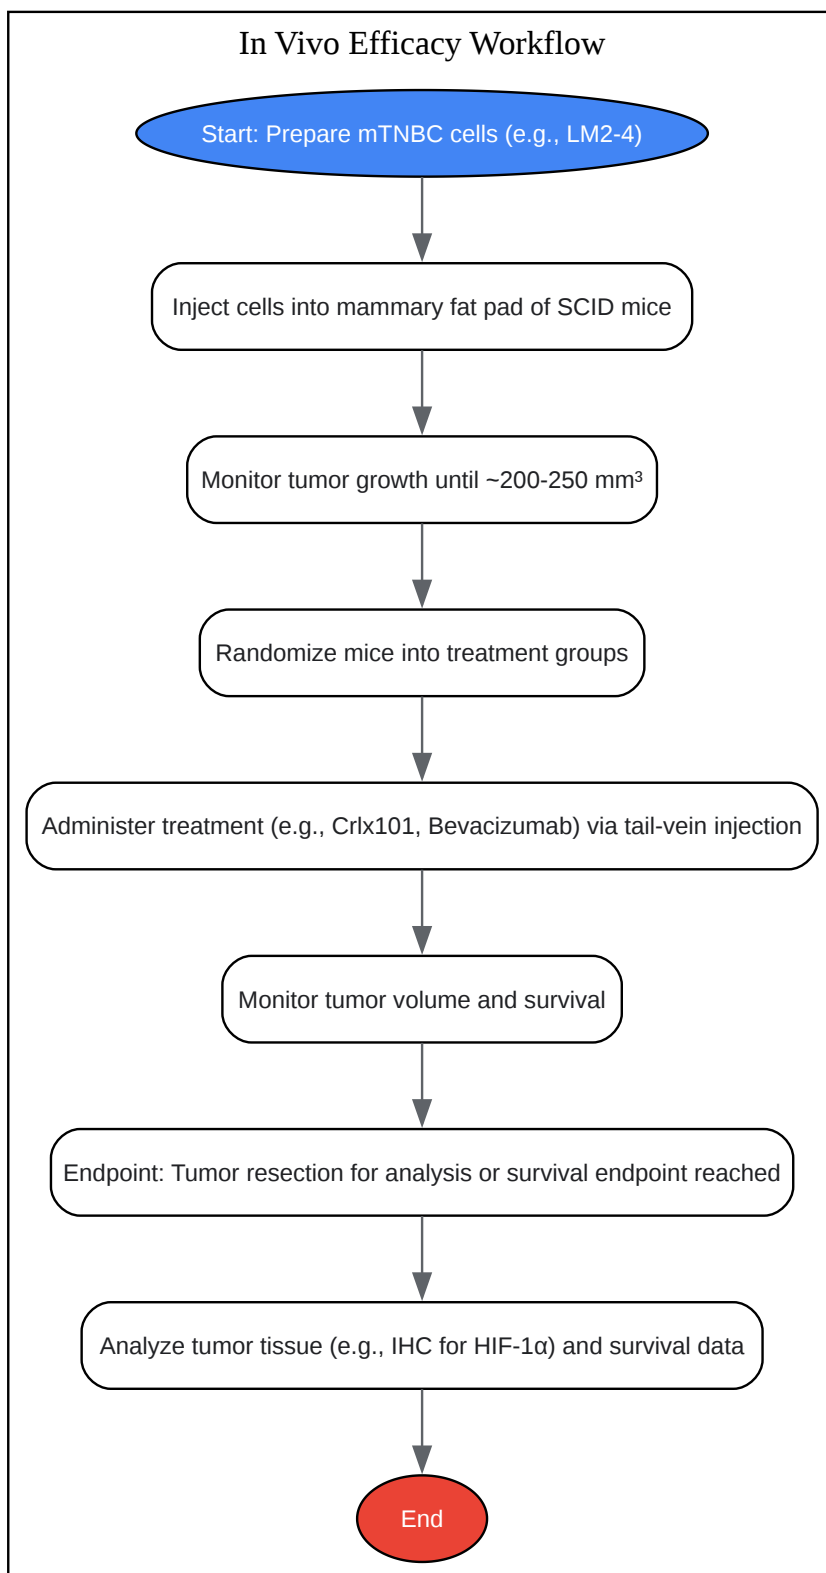 In Vivo Efficacy Workflow
Start: Prepare mTNBC cells (e.g., LM2-4)
Inject cells into mammary fat pad of SCID mice
Monitor tumor growth until ~200-250 mm³
Randomize mice into treatment groups
Administer treatment (e.g., Crlx101, Bevacizumab) via tail-vein injection
Monitor tumor volume and survival
Endpoint: Tumor resection for analysis or survival endpoint reached
Analyze tumor tissue (e.g., IHC for HIF-1α) and survival data
End